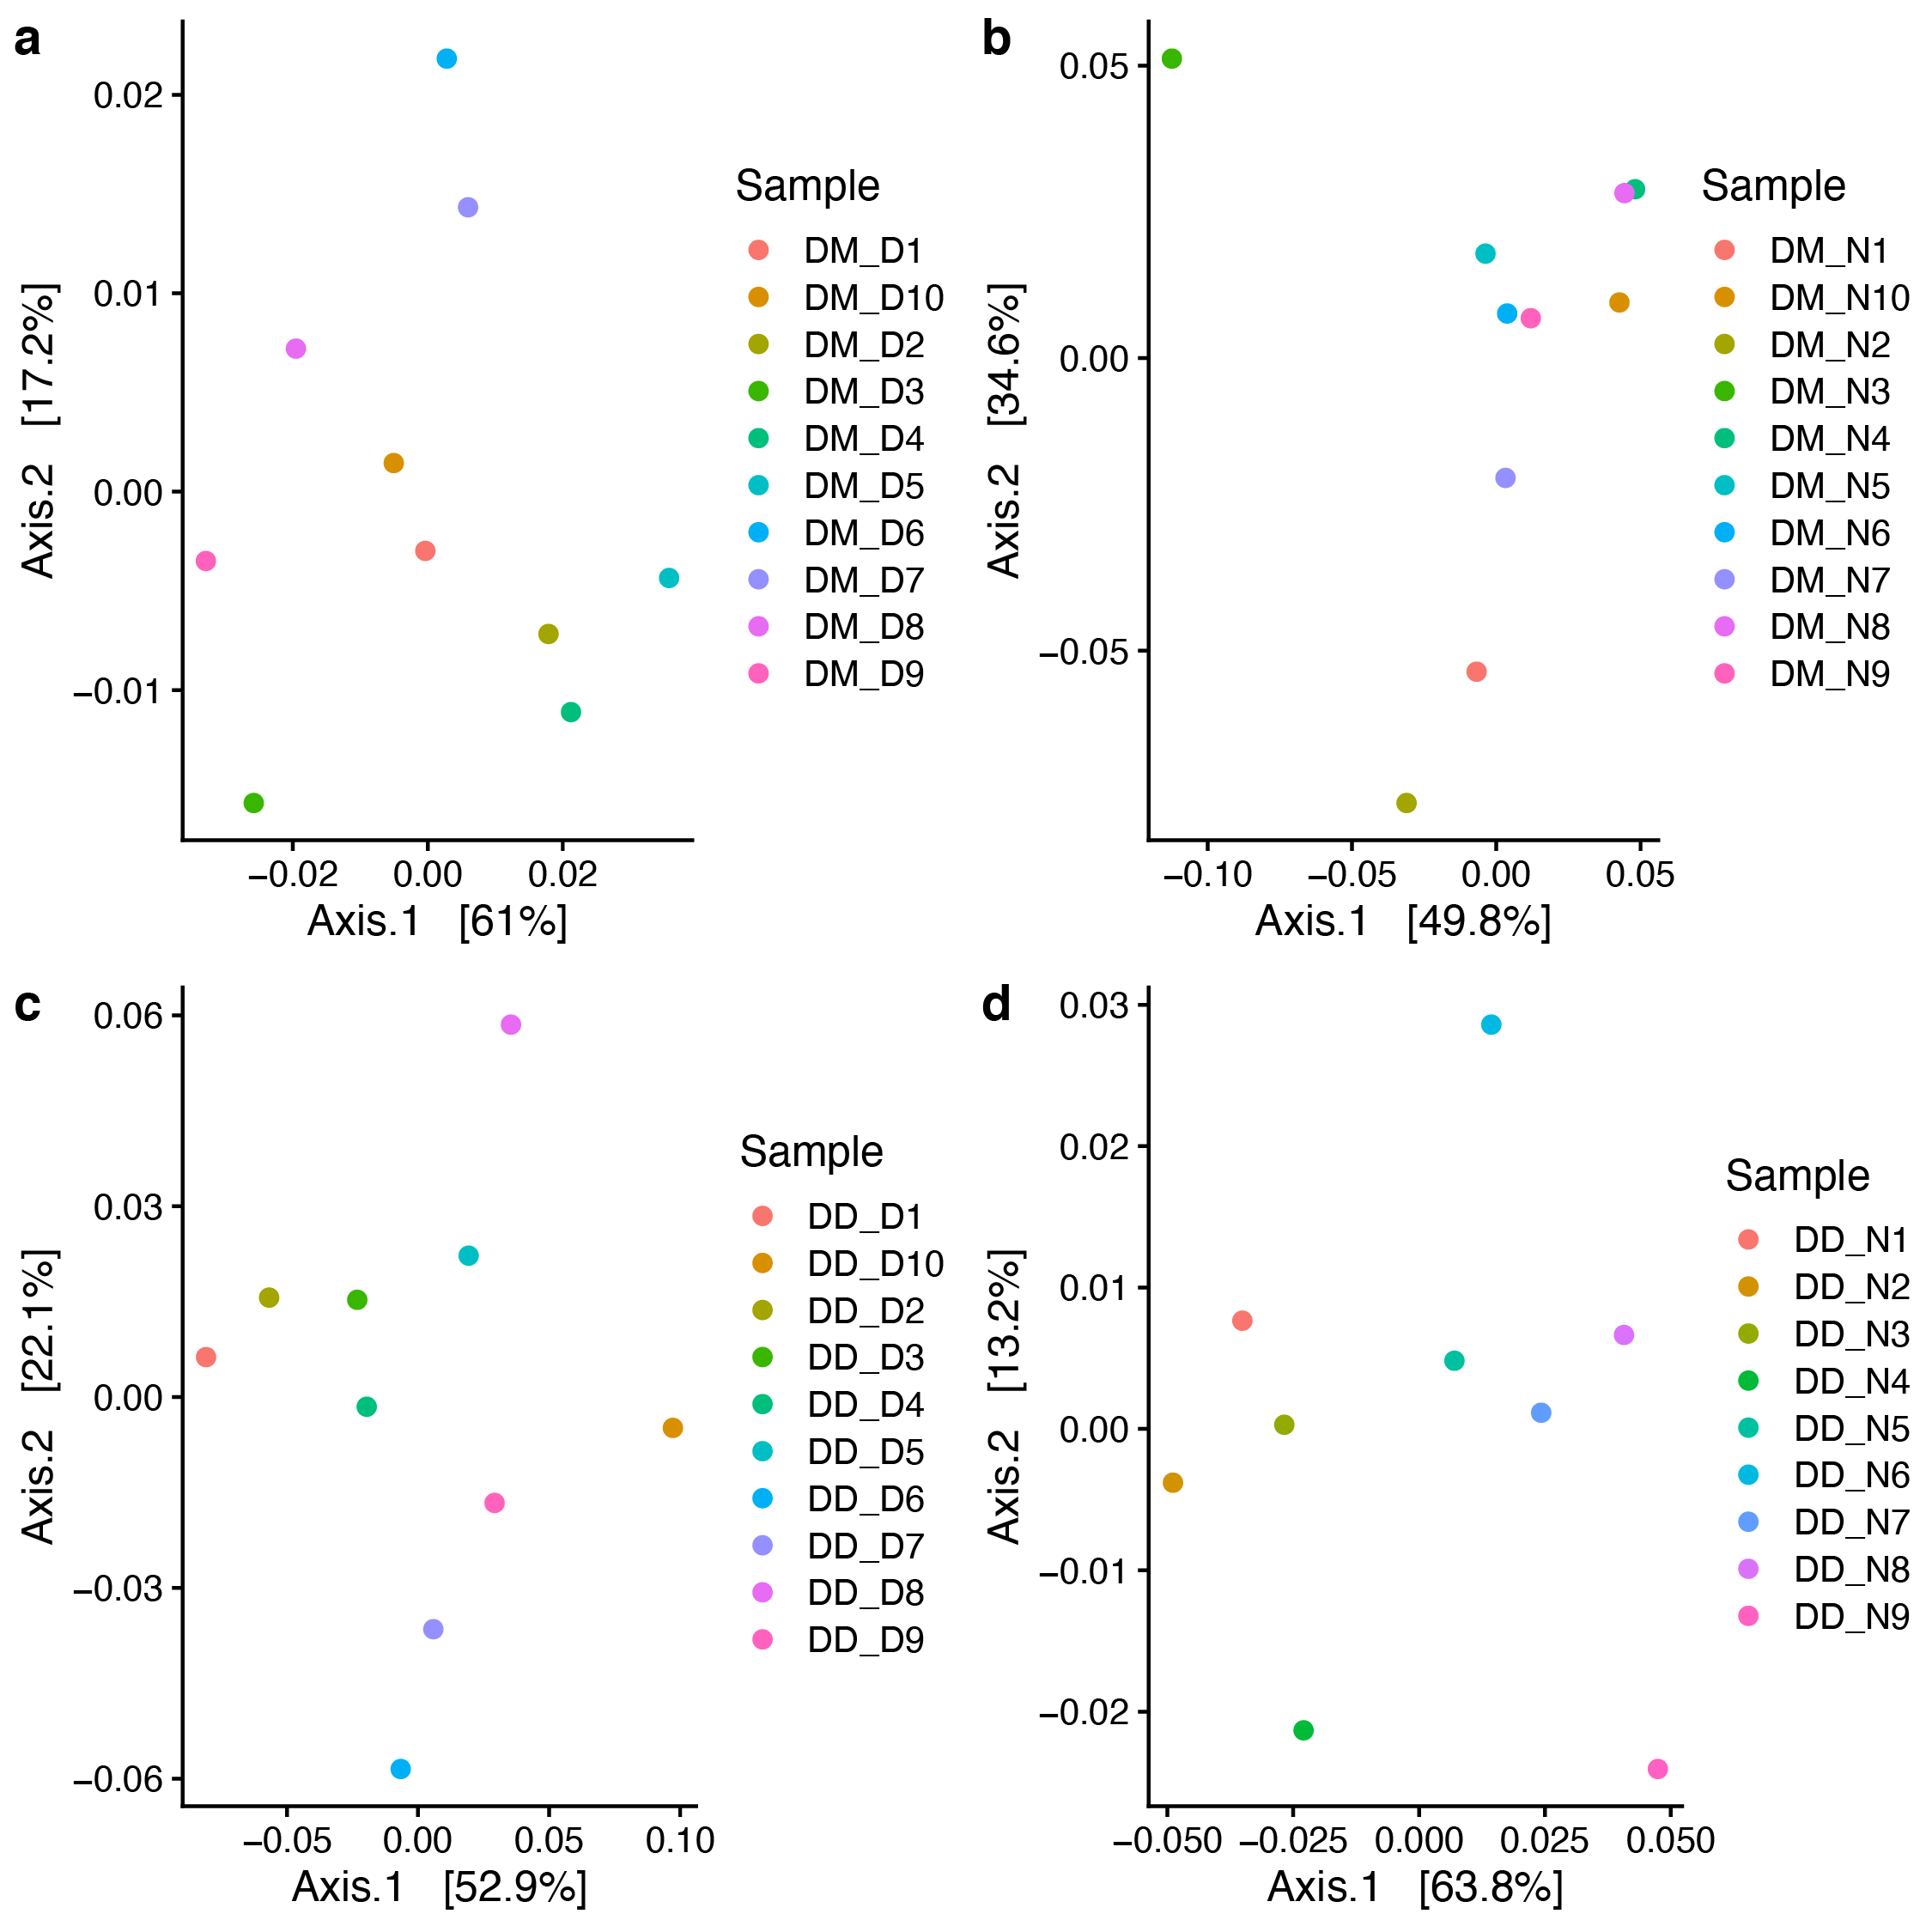 a
0.02
0.01
0.00
−0.01
Axis.2 [17.2%]
−0.02 0.00 0.02
Axis.1 [61%]
Sample
DM_D1
DM_D10
DM_D2
DM_D3
DM_D4
DM_D5
DM_D6
DM_D7
DM_D8
DM_D9
b
0.05
0.00
−0.05
Axis.2 [34.6%]
−0.10 −0.05 0.00 0.05
Axis.1 [49.8%]
Sample
DM_N1
DM_N10
DM_N2
DM_N3
DM_N4
DM_N5
DM_N6
DM_N7
DM_N8
DM_N9
c
0.06
0.03
0.00
−0.03
−0.06
Axis.2 [22.1%]
−0.05 0.00 0.05 0.10
Axis.1 [52.9%]
Sample
DD_D1
DD_D10
DD_D2
DD_D3
DD_D4
DD_D5
DD_D6
DD_D7
DD_D8
DD_D9
d
0.03
0.02
0.01
0.00
−0.01
−0.02
Axis.2 [13.2%]
−0.050 −0.025 0.000 0.025 0.050
Axis.1 [63.8%]
Sample
DD_N1
DD_N2
DD_N3
DD_N4
DD_N5
DD_N6
DD_N7
DD_N8
DD_N9